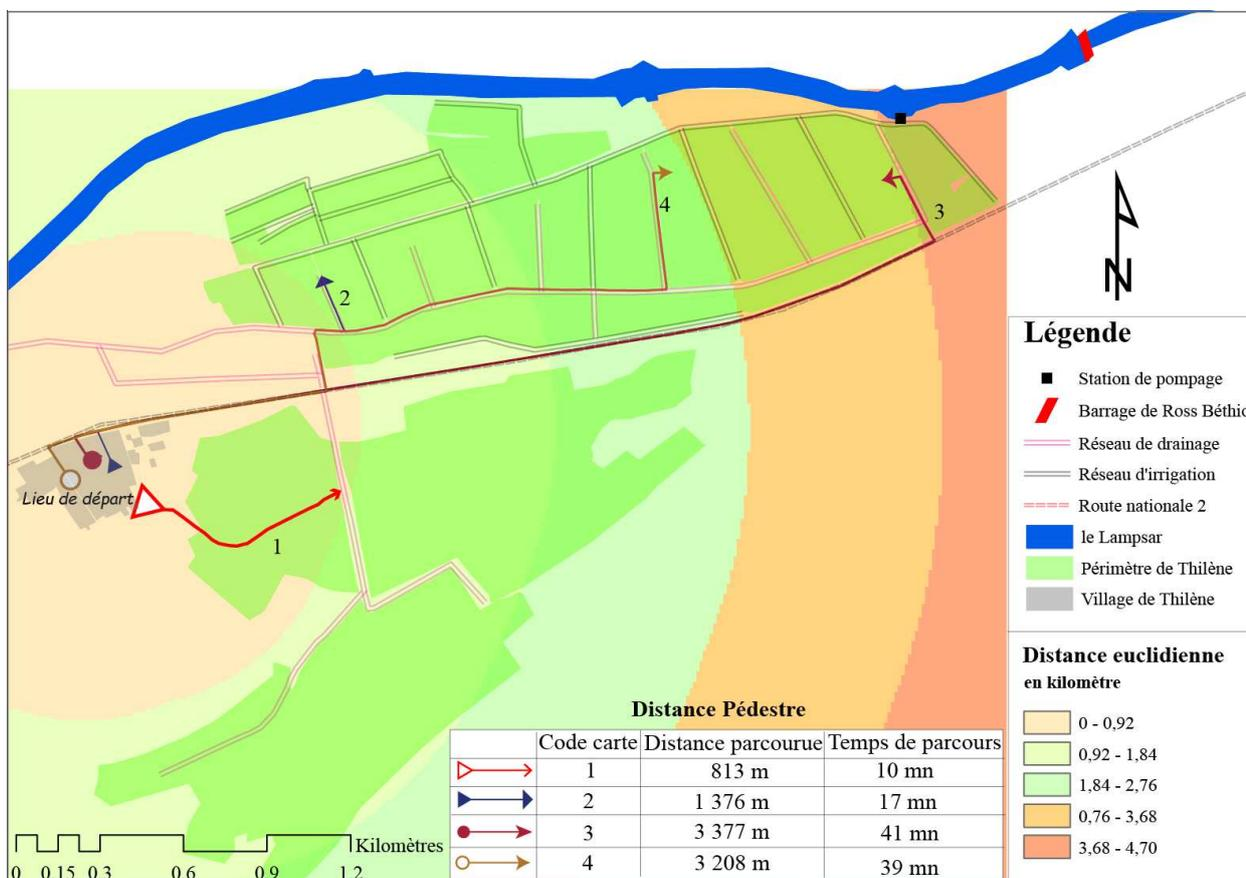 4
3
2
Lieu de départ
1
N
Légende
Station de pompage
Barrage de Ross Béthio
Réseau de drainage
Réseau d'irrigation
Route nationale 2
le Lampsar
Périmètre de Thilène
Village de Thilène
Distance euclidienne
en kilomètre
0 - 0,92
0,92 - 1,84
1,84 - 2,76
0,76 - 3,68
3,68 - 4,70
Distance Pédestre
Code carte Distance parcourue Temps de parcours
1 813 m 10 mn
2 1 376 m 17 mn
3 3 377 m 41 mn
4 3 208 m 39 mn
Kilomètres
0 0,15 0,3 0,6 0,9 1,2